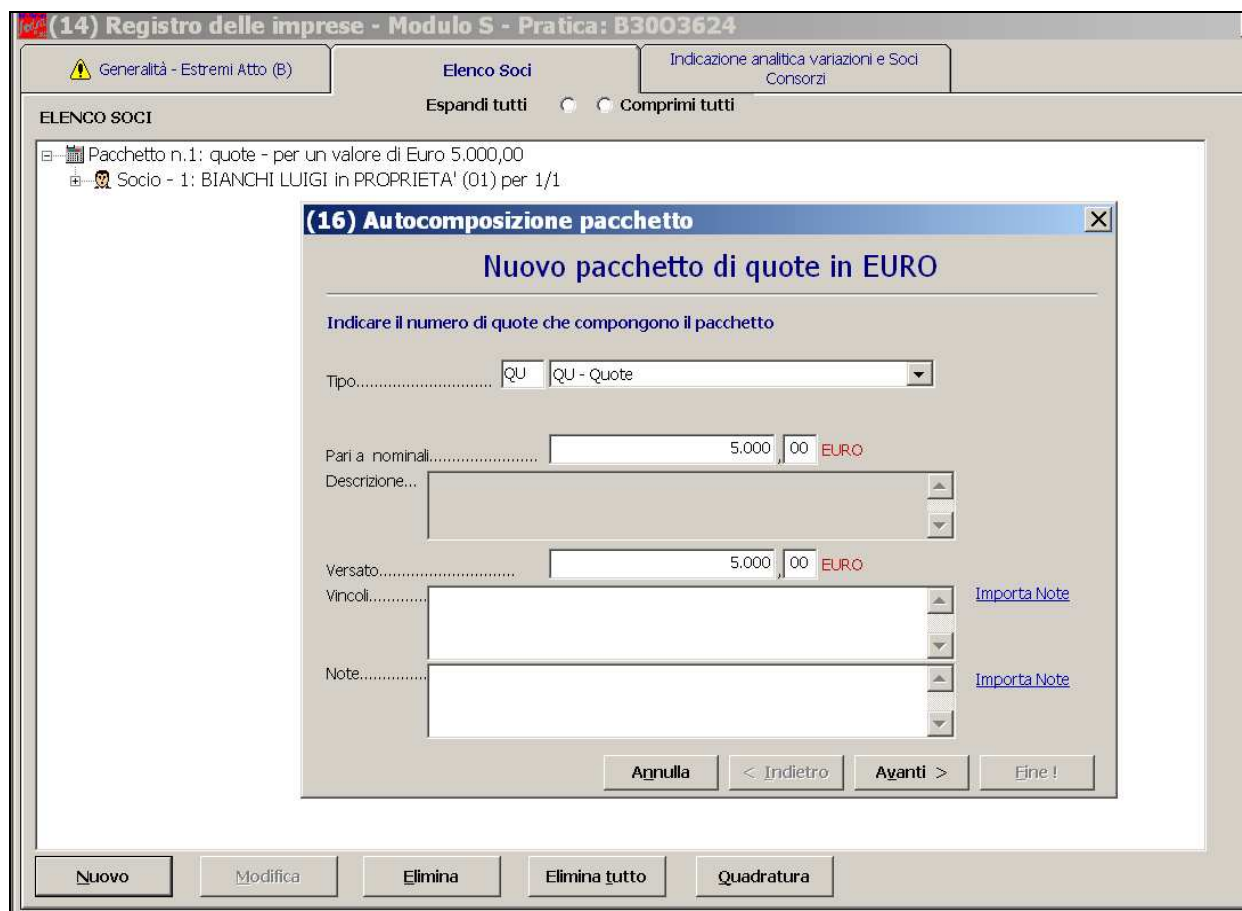 (14) Registro delle imprese - Modulo S - Pratica: B30O3624
Generalità - Estremi Atto (B)
Elenco Soci
Indicazione analitica variazioni e Soci
Consorzi
Espandi tutti
Comprimi tutti
ELENCO SOCI
Pacchetto n.1: quote - per un valore di Euro 5.000,00
Socio - 1: BIANCHI LUIGI in PROPRIETA' (01) per 1/1
(16) Autocomposizione pacchetto
Nuovo pacchetto di quote in EURO
Indicare il numero di quote che compongono il pacchetto
Tipo.............................. QU QU - Quote
Pari a nominali........................ 5.000 , 00 EURO
Descrizione...
Versato.............................. 5.000 , 00 EURO
Vincoli............. Importa Note
Note............... Importa Note
Annulla < Indietro Avanti > Fine !
Nuovo Modifica Elimina Elimina tutto Quadratura